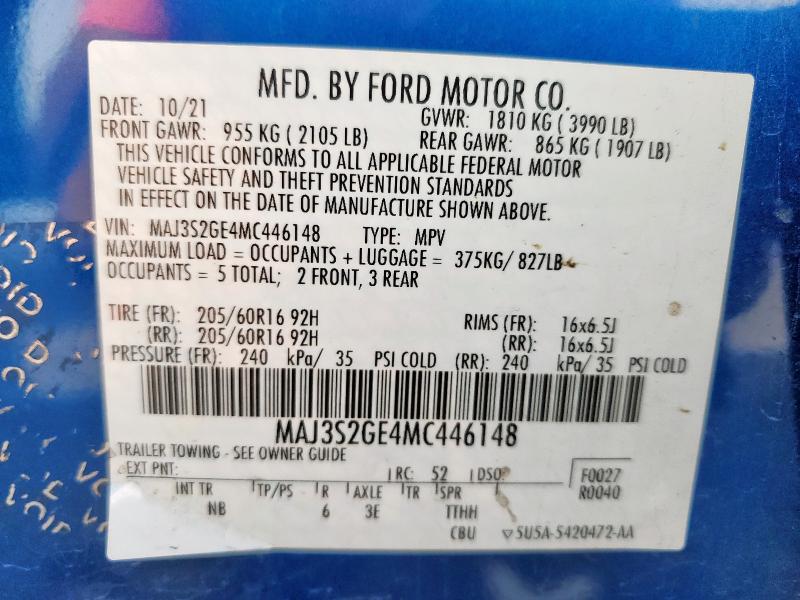 MFD. BY FORD MOTOR CO.
DATE: 10/21 GVWR: 1810 KG ( 3990 LB)
FRONT GAWR: 955 KG ( 2105 LB) REAR GAWR: 865 KG ( 1907 LB)
THIS VEHICLE CONFORMS TO ALL APPLICABLE FEDERAL MOTOR
VEHICLE SAFETY AND THEFT PREVENTION STANDARDS
IN EFFECT ON THE DATE OF MANUFACTURE SHOWN ABOVE.
VIN: MAJ3S2GE4MC446148 TYPE: MPV
MAXIMUM LOAD = OCCUPANTS + LUGGAGE = 375KG/ 827LB
OCCUPANTS = 5 TOTAL; 2 FRONT, 3 REAR
TIRE (FR): 205/60R16 92H RIMS (FR): 16x6.5J
(RR): 205/60R16 92H (RR): 16x6.5J
PRESSURE (FR): 240 kPa/ 35 PSI COLD (RR): 240 kPa/ 35 PSI COLD
MAJ3S2GE4MC446148
TRAILER TOWING - SEE OWNER GUIDE
EXT PNT: RC: 52 DSO: F0027
R0040
INT TR TP/PS R AXLE TR SPR
NB 6 3E TTHH
CBU ▽5U5A-5420472-AA
VOID